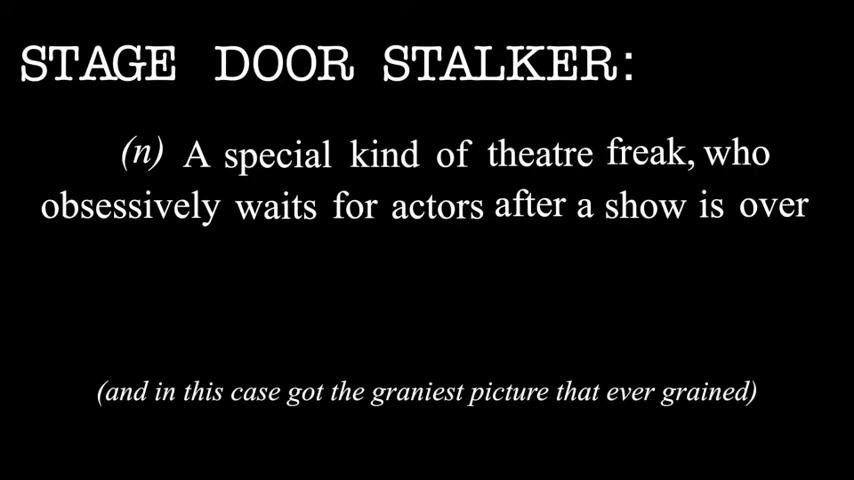 STAGE DOOR STALKER:
(n) A special kind of theatre freak, who
obsessively waits for actors after a show is over
(and in this case got the graniest picture that ever grained)